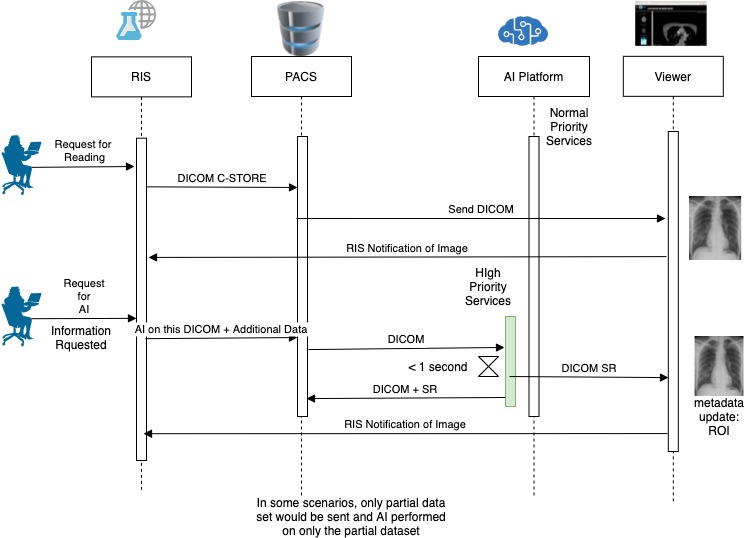 RIS
PACS
AI Platform
Viewer
Normal
Priority
Services
Request for
Reading
DICOM C-STORE
Send DICOM
RIS Notification of Image
Request
for
AI
Information
Rquested
HIgh
Priority
Services
AI on this DICOM + Additional Data
DICOM
< 1 second
DICOM SR
DICOM + SR
metadata
update:
ROI
RIS Notification of Image
In some scenarios, only partial data
set would be sent and AI performed
on only the partial dataset